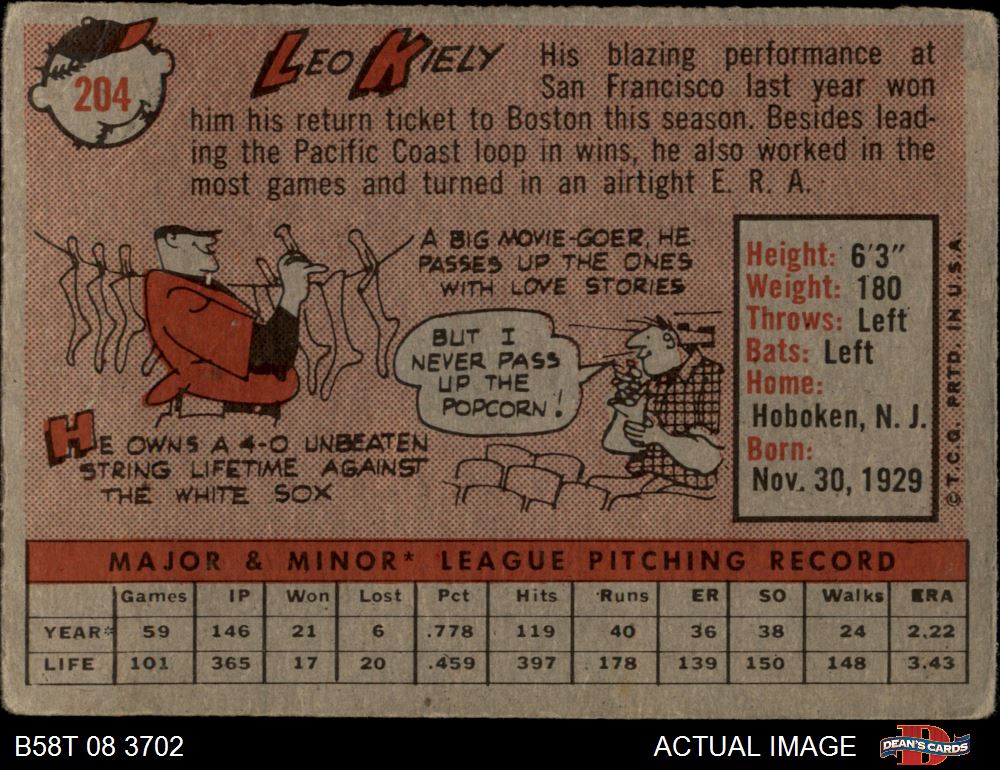 204
LEO KIELY
His blazing performance at
San Francisco last year won
him his return ticket to Boston this season. Besides lead-
ing the Pacific Coast loop in wins, he also worked in the
most games and turned in an airtight E. R. A.
A BIG MOVIE-GOER, HE
PASSES UP THE ONES
WITH LOVE STORIES
BUT I
NEVER PASS
UP THE
POPCORN!
HE OWNS A 4-0 UNBEATEN
STRING LIFETIME AGAINST
THE WHITE SOX
Height: 6'3"
Weight: 180
Throws: Left
Bats: Left
Home:
Hoboken, N. J.
Born:
Nov. 30, 1929
© T.C.G. PRTD. IN U.S.A.
MAJOR & MINOR* LEAGUE PITCHING RECORD
Games IP Won Lost Pct Hits Runs ER SO Walks ERA
YEAR* 59 146 21 6 .778 119 40 36 38 24 2.22
LIFE 101 365 17 20 .459 397 178 139 150 148 3.43
B58T 08 3702
ACTUAL IMAGE
DEAN'S CARDS